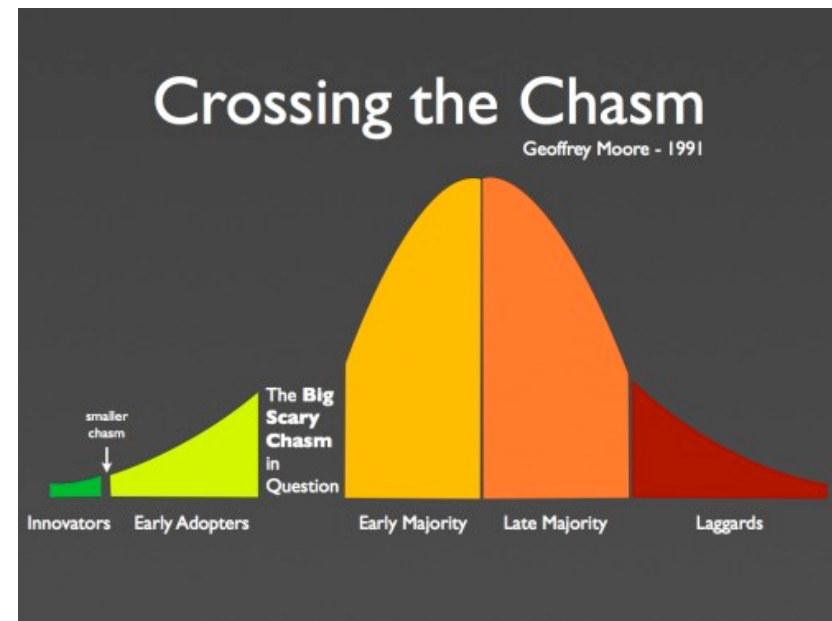 Crossing the Chasm
Geoffrey Moore - 1991
smaller
chasm
The Big
Scary
Chasm
in
Question
Innovators
Early Adopters
Early Majority
Late Majority
Laggards